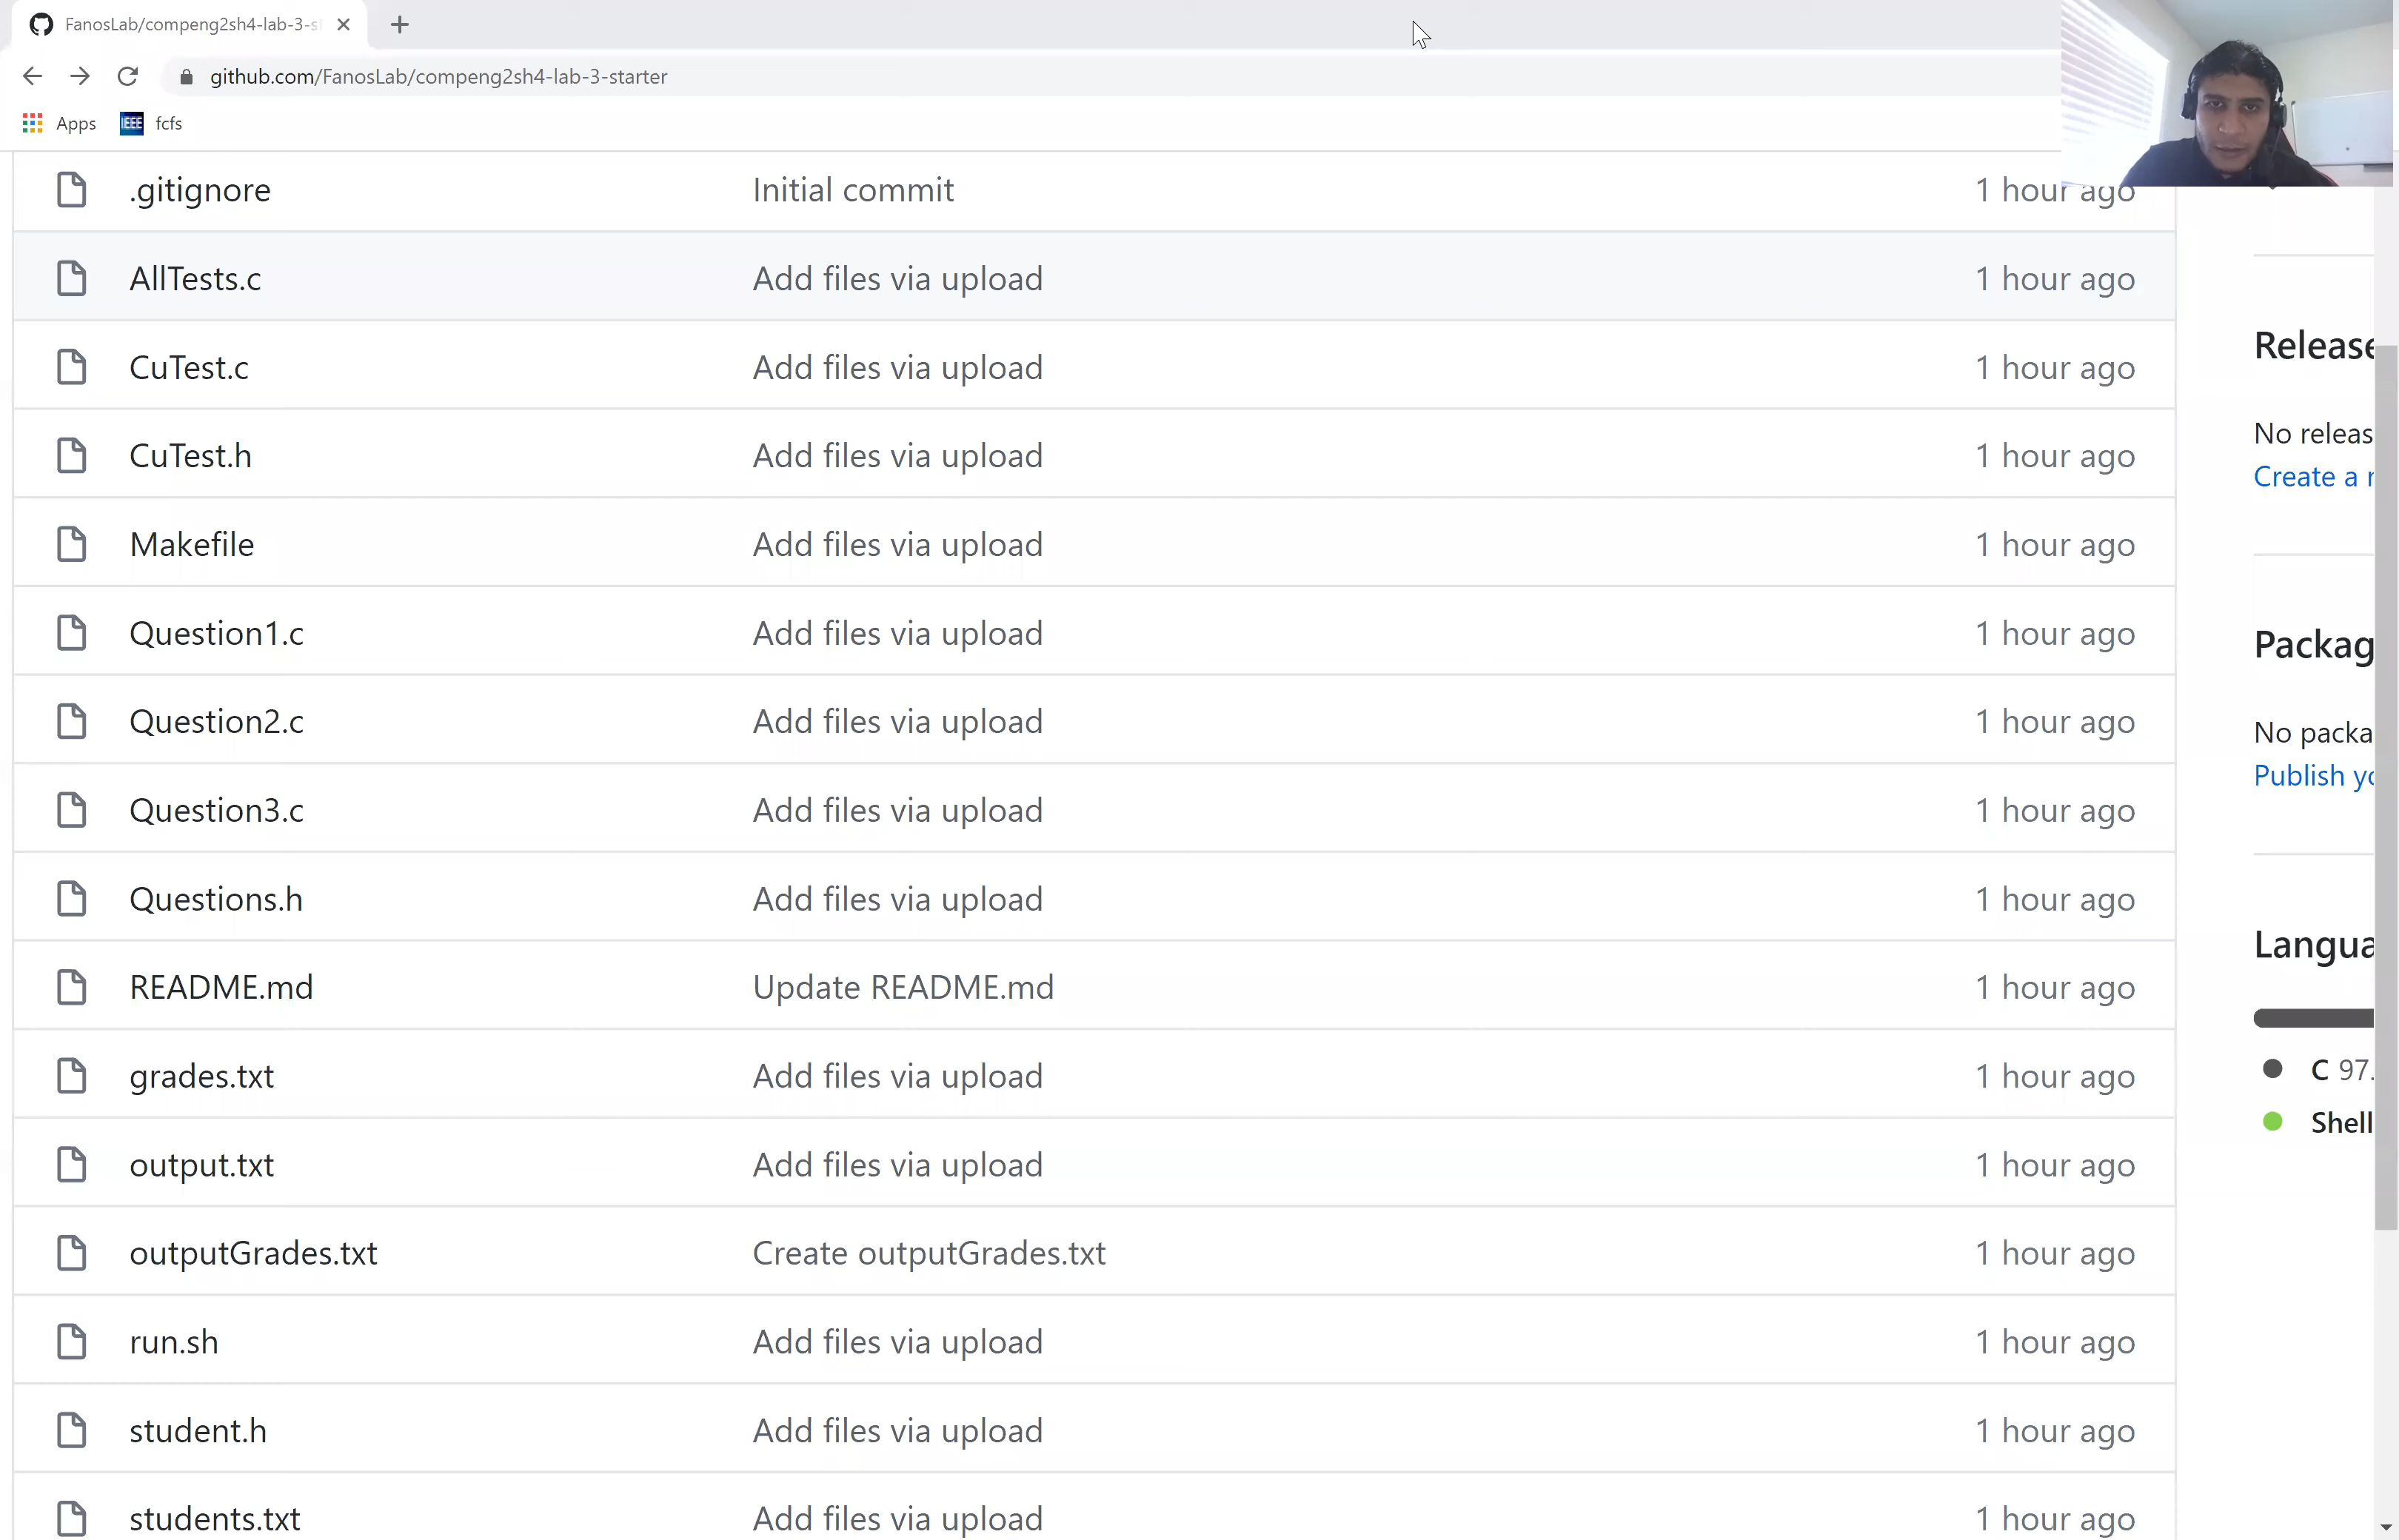 FanosLab/compeng2sh4-lab-3-s
github.com/FanosLab/compeng2sh4-lab-3-starter
Apps IEEE fcfs
.gitignore Initial commit 1 hour ago
AllTests.c Add files via upload 1 hour ago
CuTest.c Add files via upload 1 hour ago
CuTest.h Add files via upload 1 hour ago
Makefile Add files via upload 1 hour ago
Question1.c Add files via upload 1 hour ago
Question2.c Add files via upload 1 hour ago
Question3.c Add files via upload 1 hour ago
Questions.h Add files via upload 1 hour ago
README.md Update README.md 1 hour ago
grades.txt Add files via upload 1 hour ago
output.txt Add files via upload 1 hour ago
outputGrades.txt Create outputGrades.txt 1 hour ago
run.sh Add files via upload 1 hour ago
student.h Add files via upload 1 hour ago
students.txt Add files via upload 1 hour ago
Release
No releas
Create a
Packag
No packa
Publish yo
Langua
C 97.
Shell